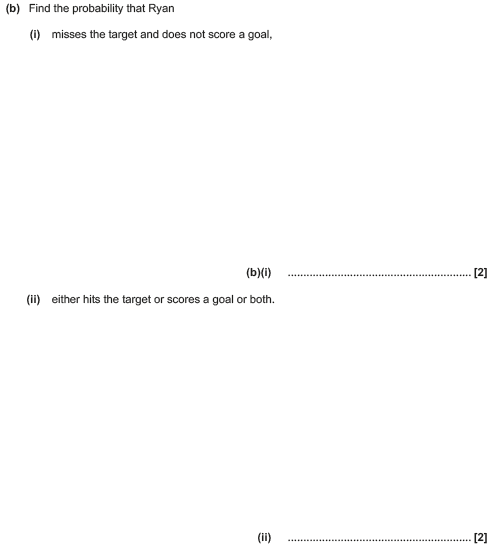 (b) Find the probability that Ryan
(i) misses the target and does not score a goal,
(b)(i) ........................................................... [2]
(ii) either hits the target or scores a goal or both.
(ii) ........................................................... [2]